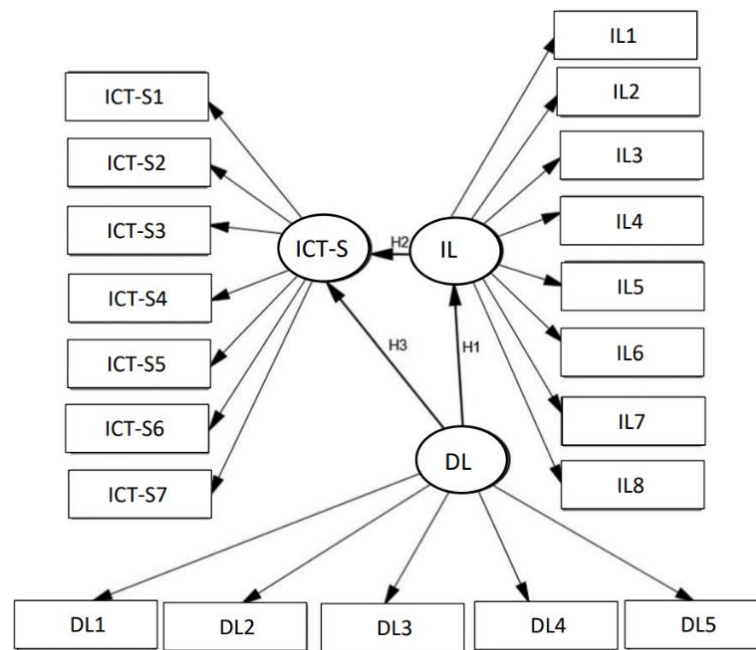 IL1
IL2
IL3
IL4
IL5
IL6
IL7
IL8
ICT-S1
ICT-S2
ICT-S3
ICT-S4
ICT-S5
ICT-S6
ICT-S7
ICT-S
H2
IL
H3
H1
DL
DL1
DL2
DL3
DL4
DL5